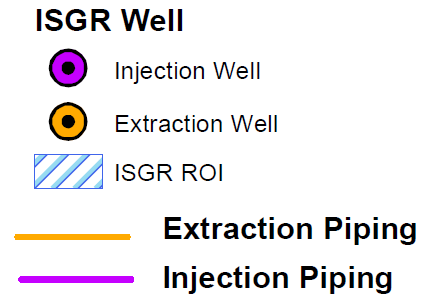 ISGR Well
Injection Well
Extraction Well
ISGR ROI
Extraction Piping
Injection Piping